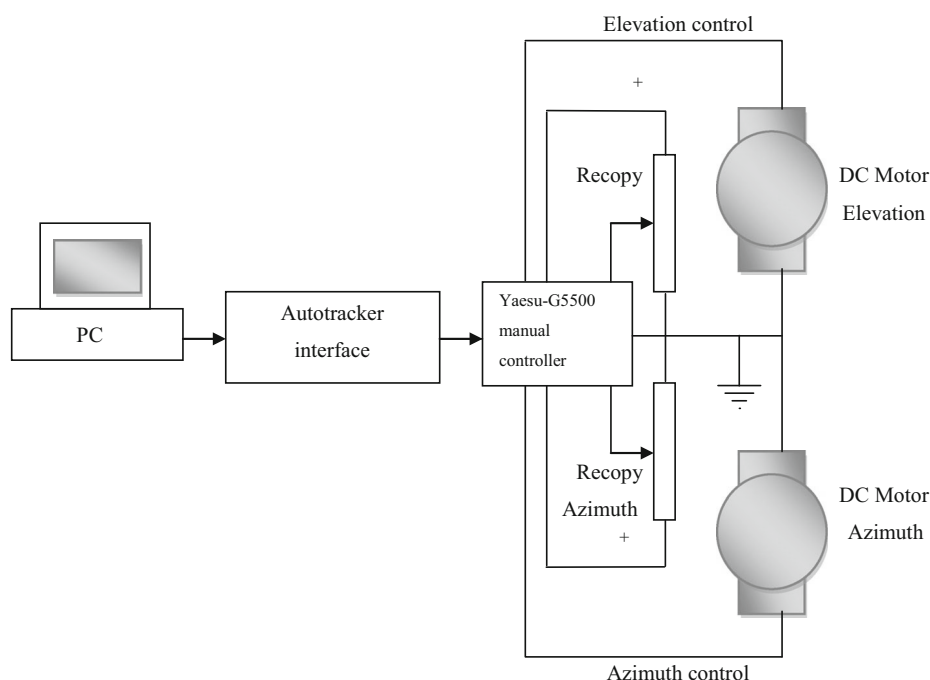 Elevation control
+
Recopy
DC Motor
Elevation
PC
Autotracker
interface
Yaesu-G5500
manual
controller
Recopy
Azimuth
+
DC Motor
Azimuth
Azimuth control